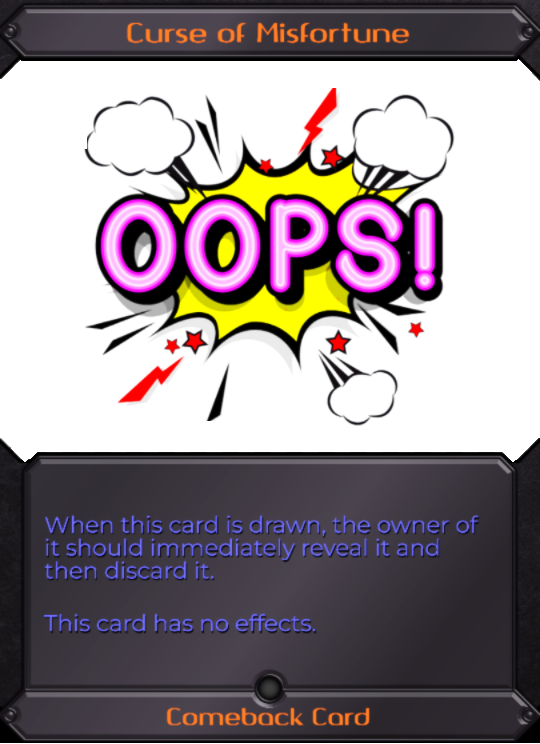 Curse of Misfortune
OOPS!
When this card is drawn, the owner of
it should immediately reveal it and
then discard it.
This card has no effects.
Comeback Card